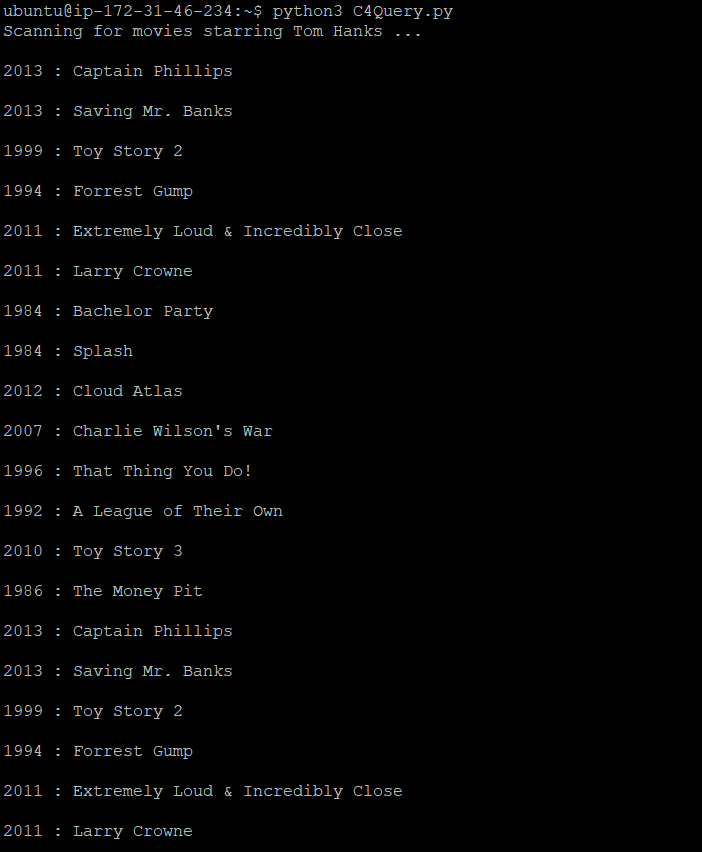 ubuntu@ip-172-31-46-234:~$ python3 C4Query.py
Scanning for movies starring Tom Hanks ...
2013 : Captain Phillips
2013 : Saving Mr. Banks
1999 : Toy Story 2
1994 : Forrest Gump
2011 : Extremely Loud & Incredibly Close
2011 : Larry Crowne
1984 : Bachelor Party
1984 : Splash
2012 : Cloud Atlas
2007 : Charlie Wilson's War
1996 : That Thing You Do!
1992 : A League of Their Own
2010 : Toy Story 3
1986 : The Money Pit
2013 : Captain Phillips
2013 : Saving Mr. Banks
1999 : Toy Story 2
1994 : Forrest Gump
2011 : Extremely Loud & Incredibly Close
2011 : Larry Crowne